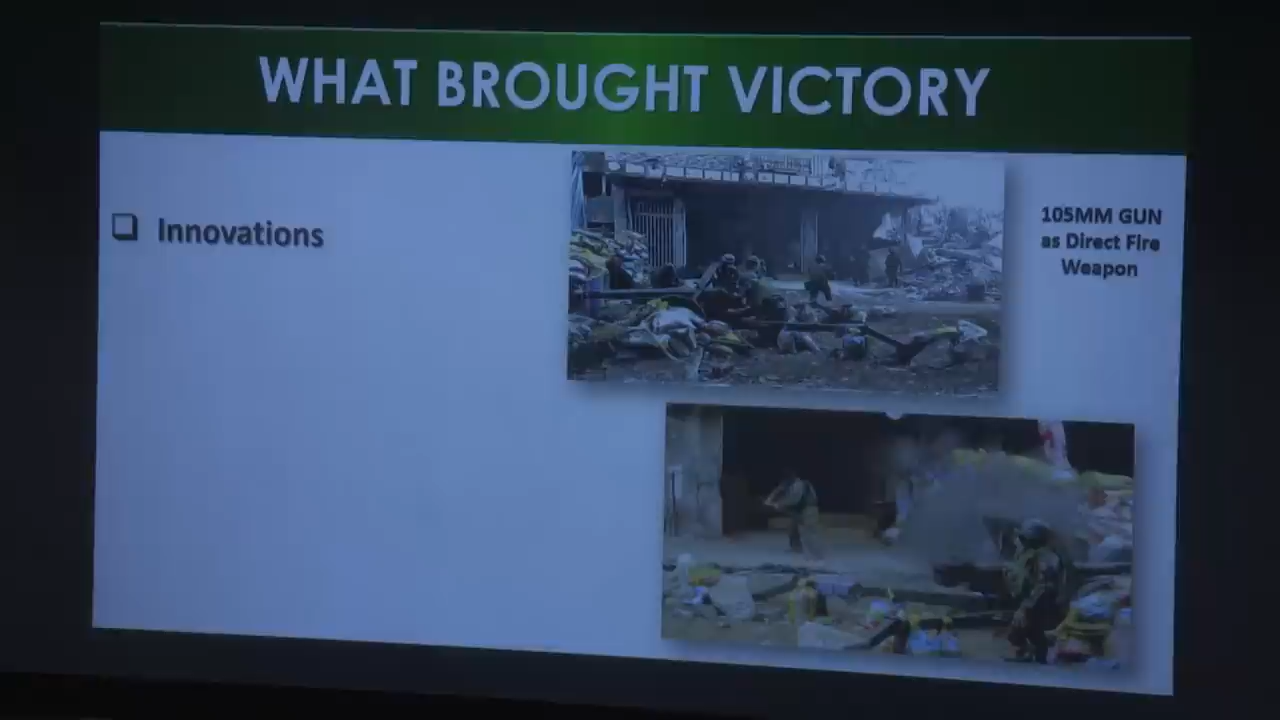 WHAT BROUGHT VICTORY
❑ Innovations
105MM GUN
as Direct Fire
Weapon